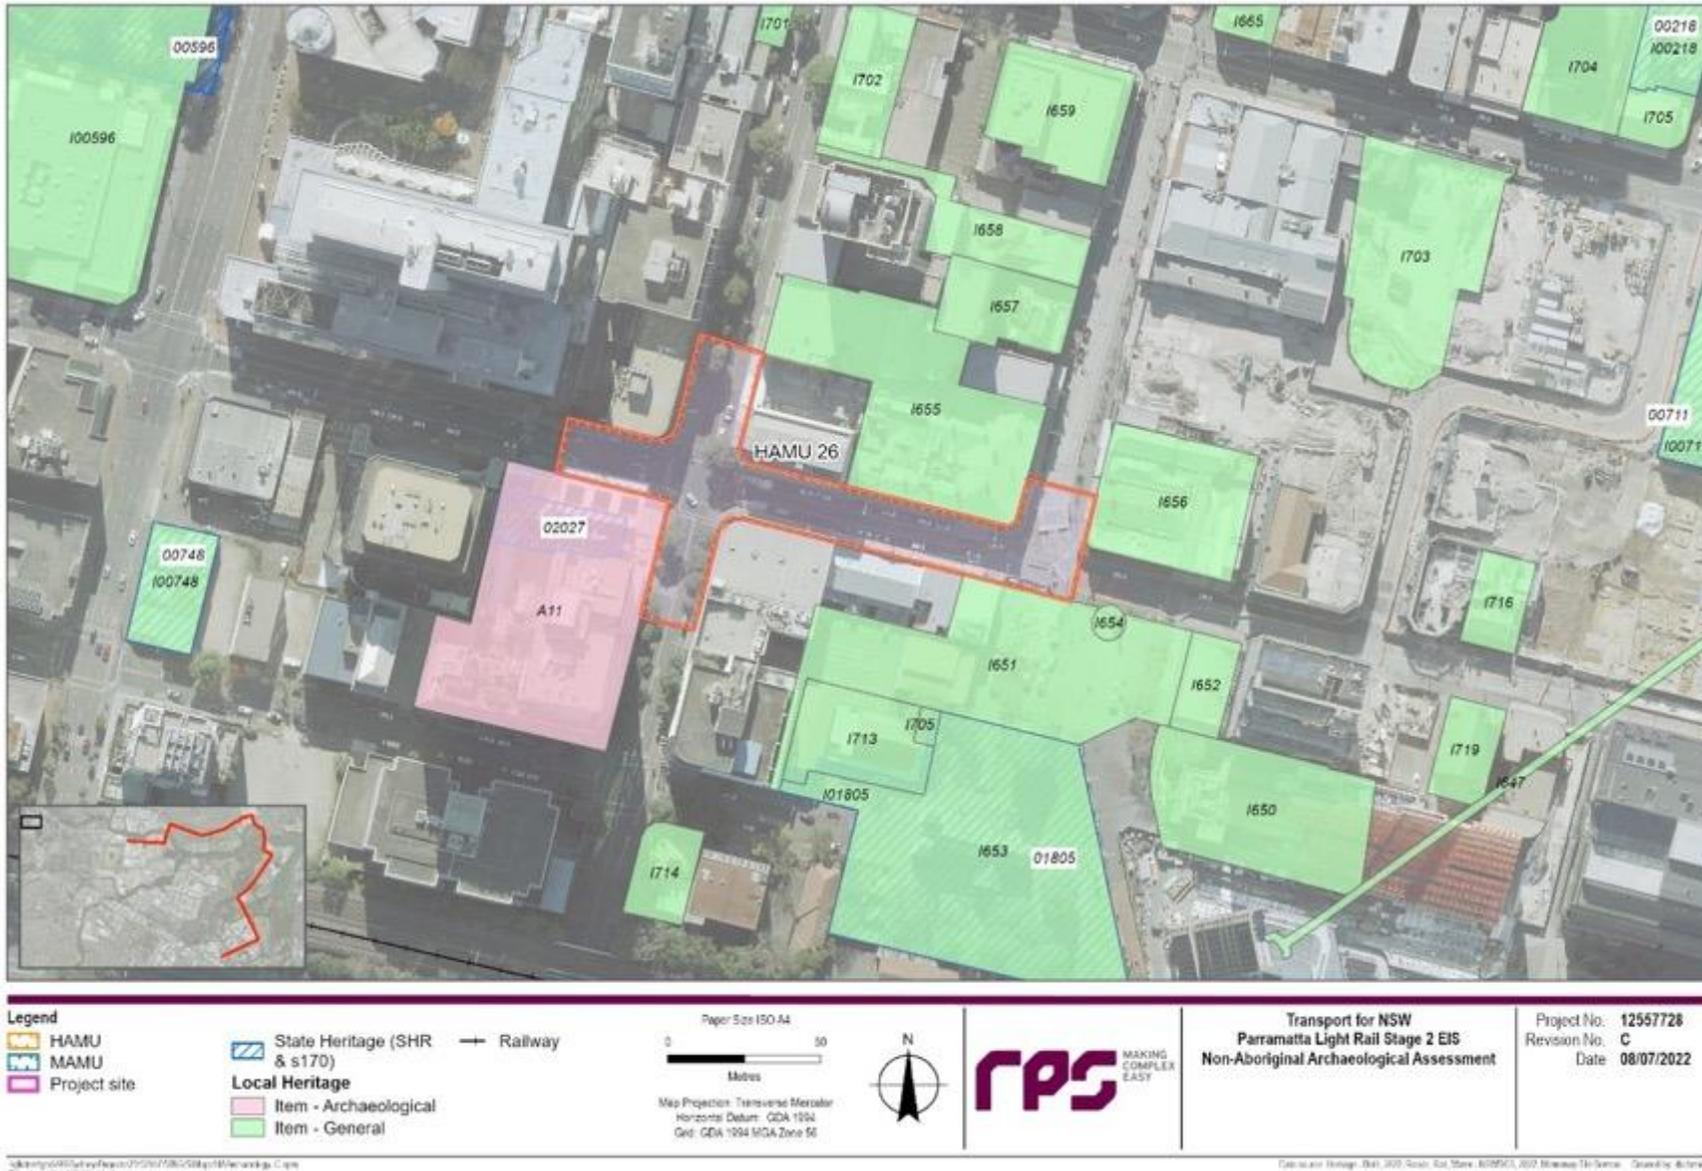 00596
I701
I665
00218
I00218
I702
I704
I659
I705
I00596
I658
I703
I657
I655
00711
I0071
HAMU 26
I656
02027
00748
I00748
A11
I716
I654
I651
I652
I713
I705
I719
I647
I01805
I650
I653
01805
I714
Legend
HAMU
MAMU
Project site
State Heritage (SHR
& s170)
Railway
Local Heritage
Item - Archaeological
Item - General
Paper Size ISO A4
0 50
Metres
Map Projection: Transverse Mercator
Horizontal Datum: GDA 1994
Grid: GDA 1994 MGA Zone 56
N
rps
MAKING
COMPLEX
EASY
Transport for NSW
Parramatta Light Rail Stage 2 EIS
Non-Aboriginal Archaeological Assessment
Project No. 12557728
Revision No. C
Date 08/07/2022